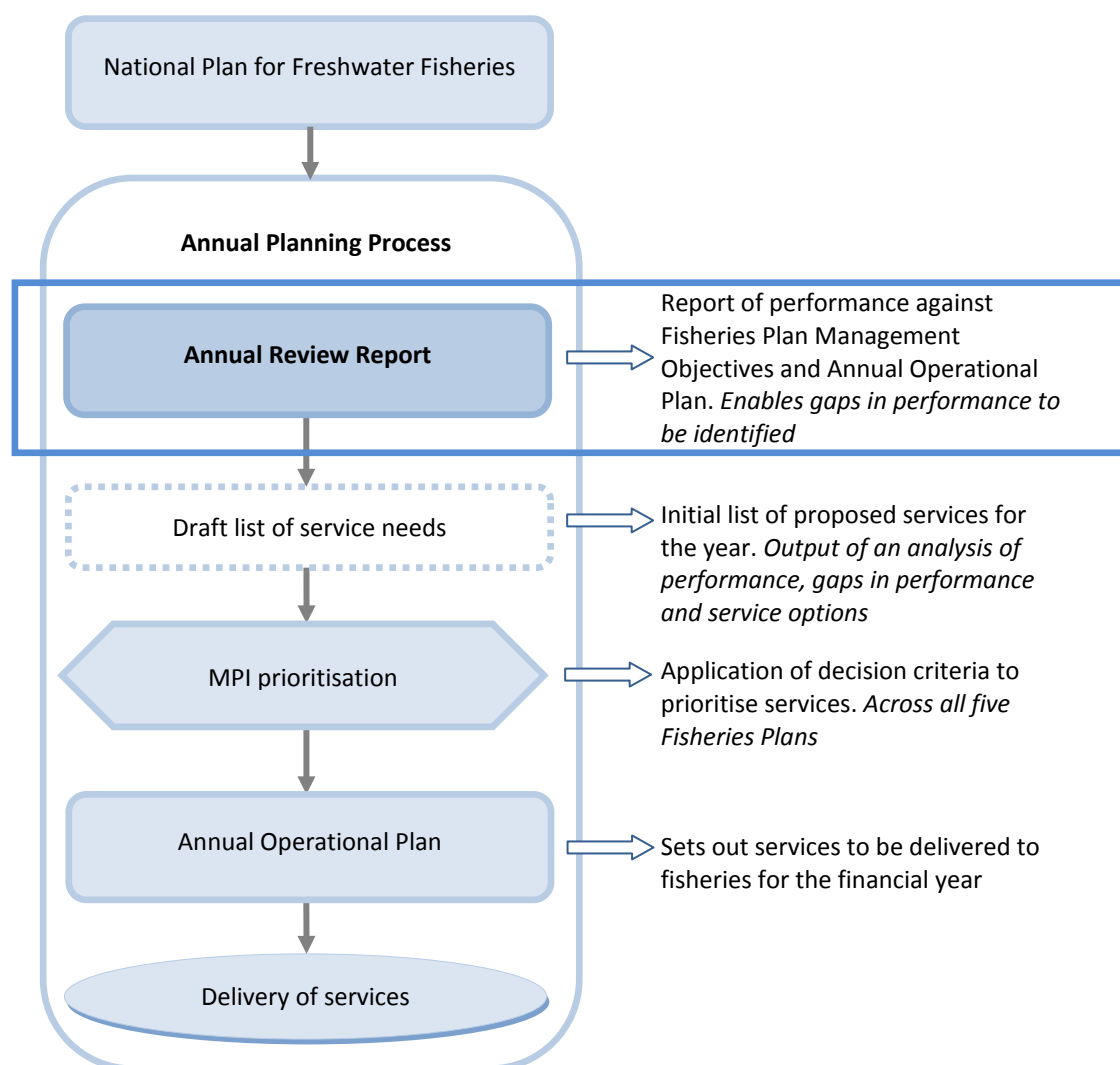 National Plan for Freshwater Fisheries
Annual Planning Process
Annual Review Report
Report of performance against
Fisheries Plan Management
Objectives and Annual Operational
Plan. Enables gaps in performance to
be identified
Draft list of service needs
Initial list of proposed services for
the year. Output of an analysis of
performance, gaps in performance
and service options
MPI prioritisation
Application of decision criteria to
prioritise services. Across all five
Fisheries Plans
Annual Operational Plan
Sets out services to be delivered to
fisheries for the financial year
Delivery of services